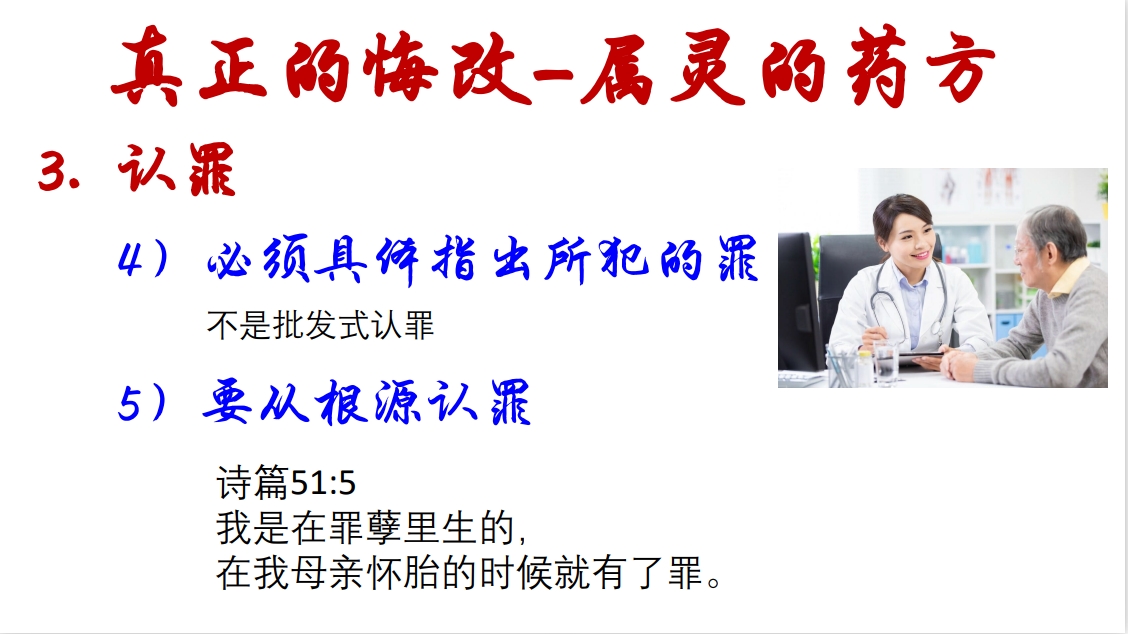 真正的悔改-属灵的药方
3. 认罪
4）必须具体指出所犯的罪
不是批发式认罪
5）要从根源认罪
诗篇51:5
我是在罪孽里生的，
在我母亲怀胎的时候就有了罪。